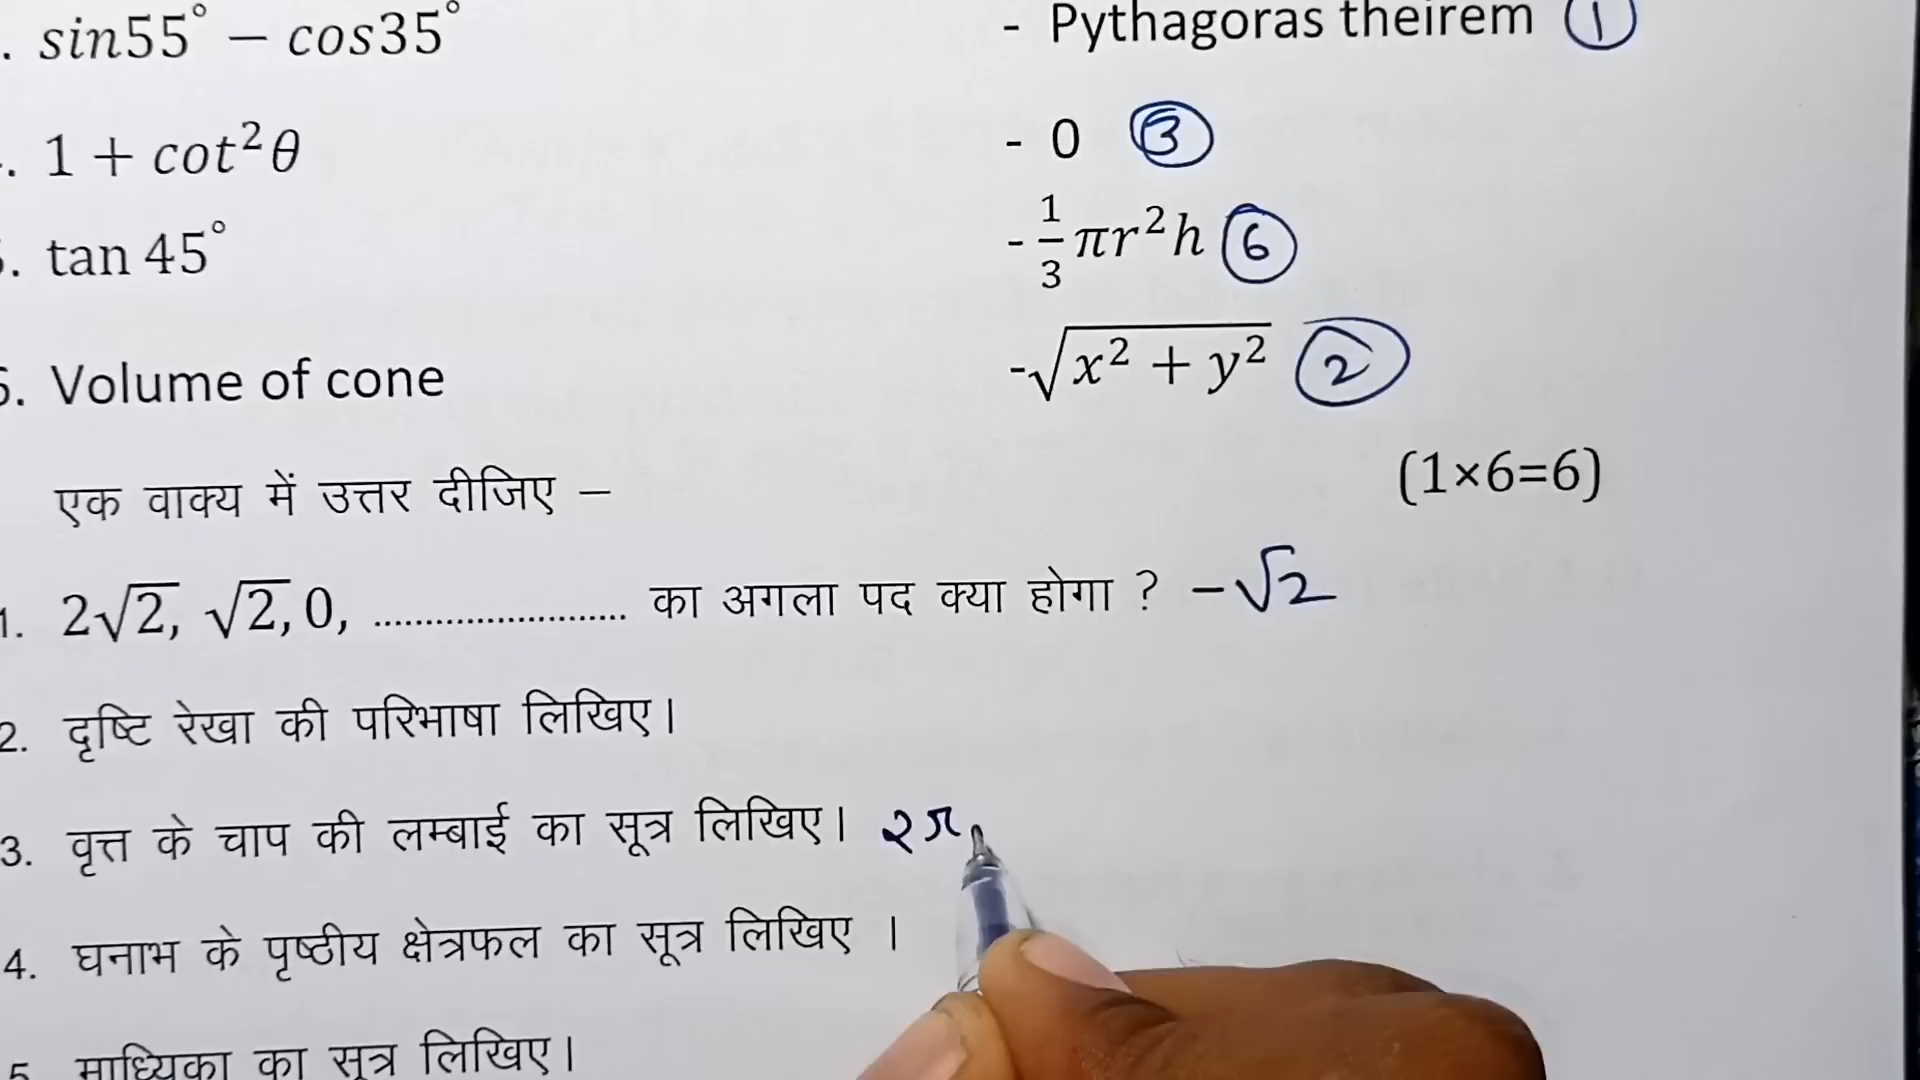 . sin55° − cos35° - Pythagoras theirem 1
. 1 + cot²θ - 0 3
. tan 45° - 1/3 πr²h 6
. Volume of cone -√(x² + y²) 2
एक वाक्य में उत्तर दीजिए – (1×6=6)
1. 2√2, √2, 0, ........................ का अगला पद क्या होगा ? −√2
2. दृष्टि रेखा की परिभाषा लिखिए।
3. वृत्त के चाप की लम्बाई का सूत्र लिखिए।
4. घनाभ के पृष्ठीय क्षेत्रफल का सूत्र लिखिए ।
5. माध्यिका का सूत्र लिखिए।